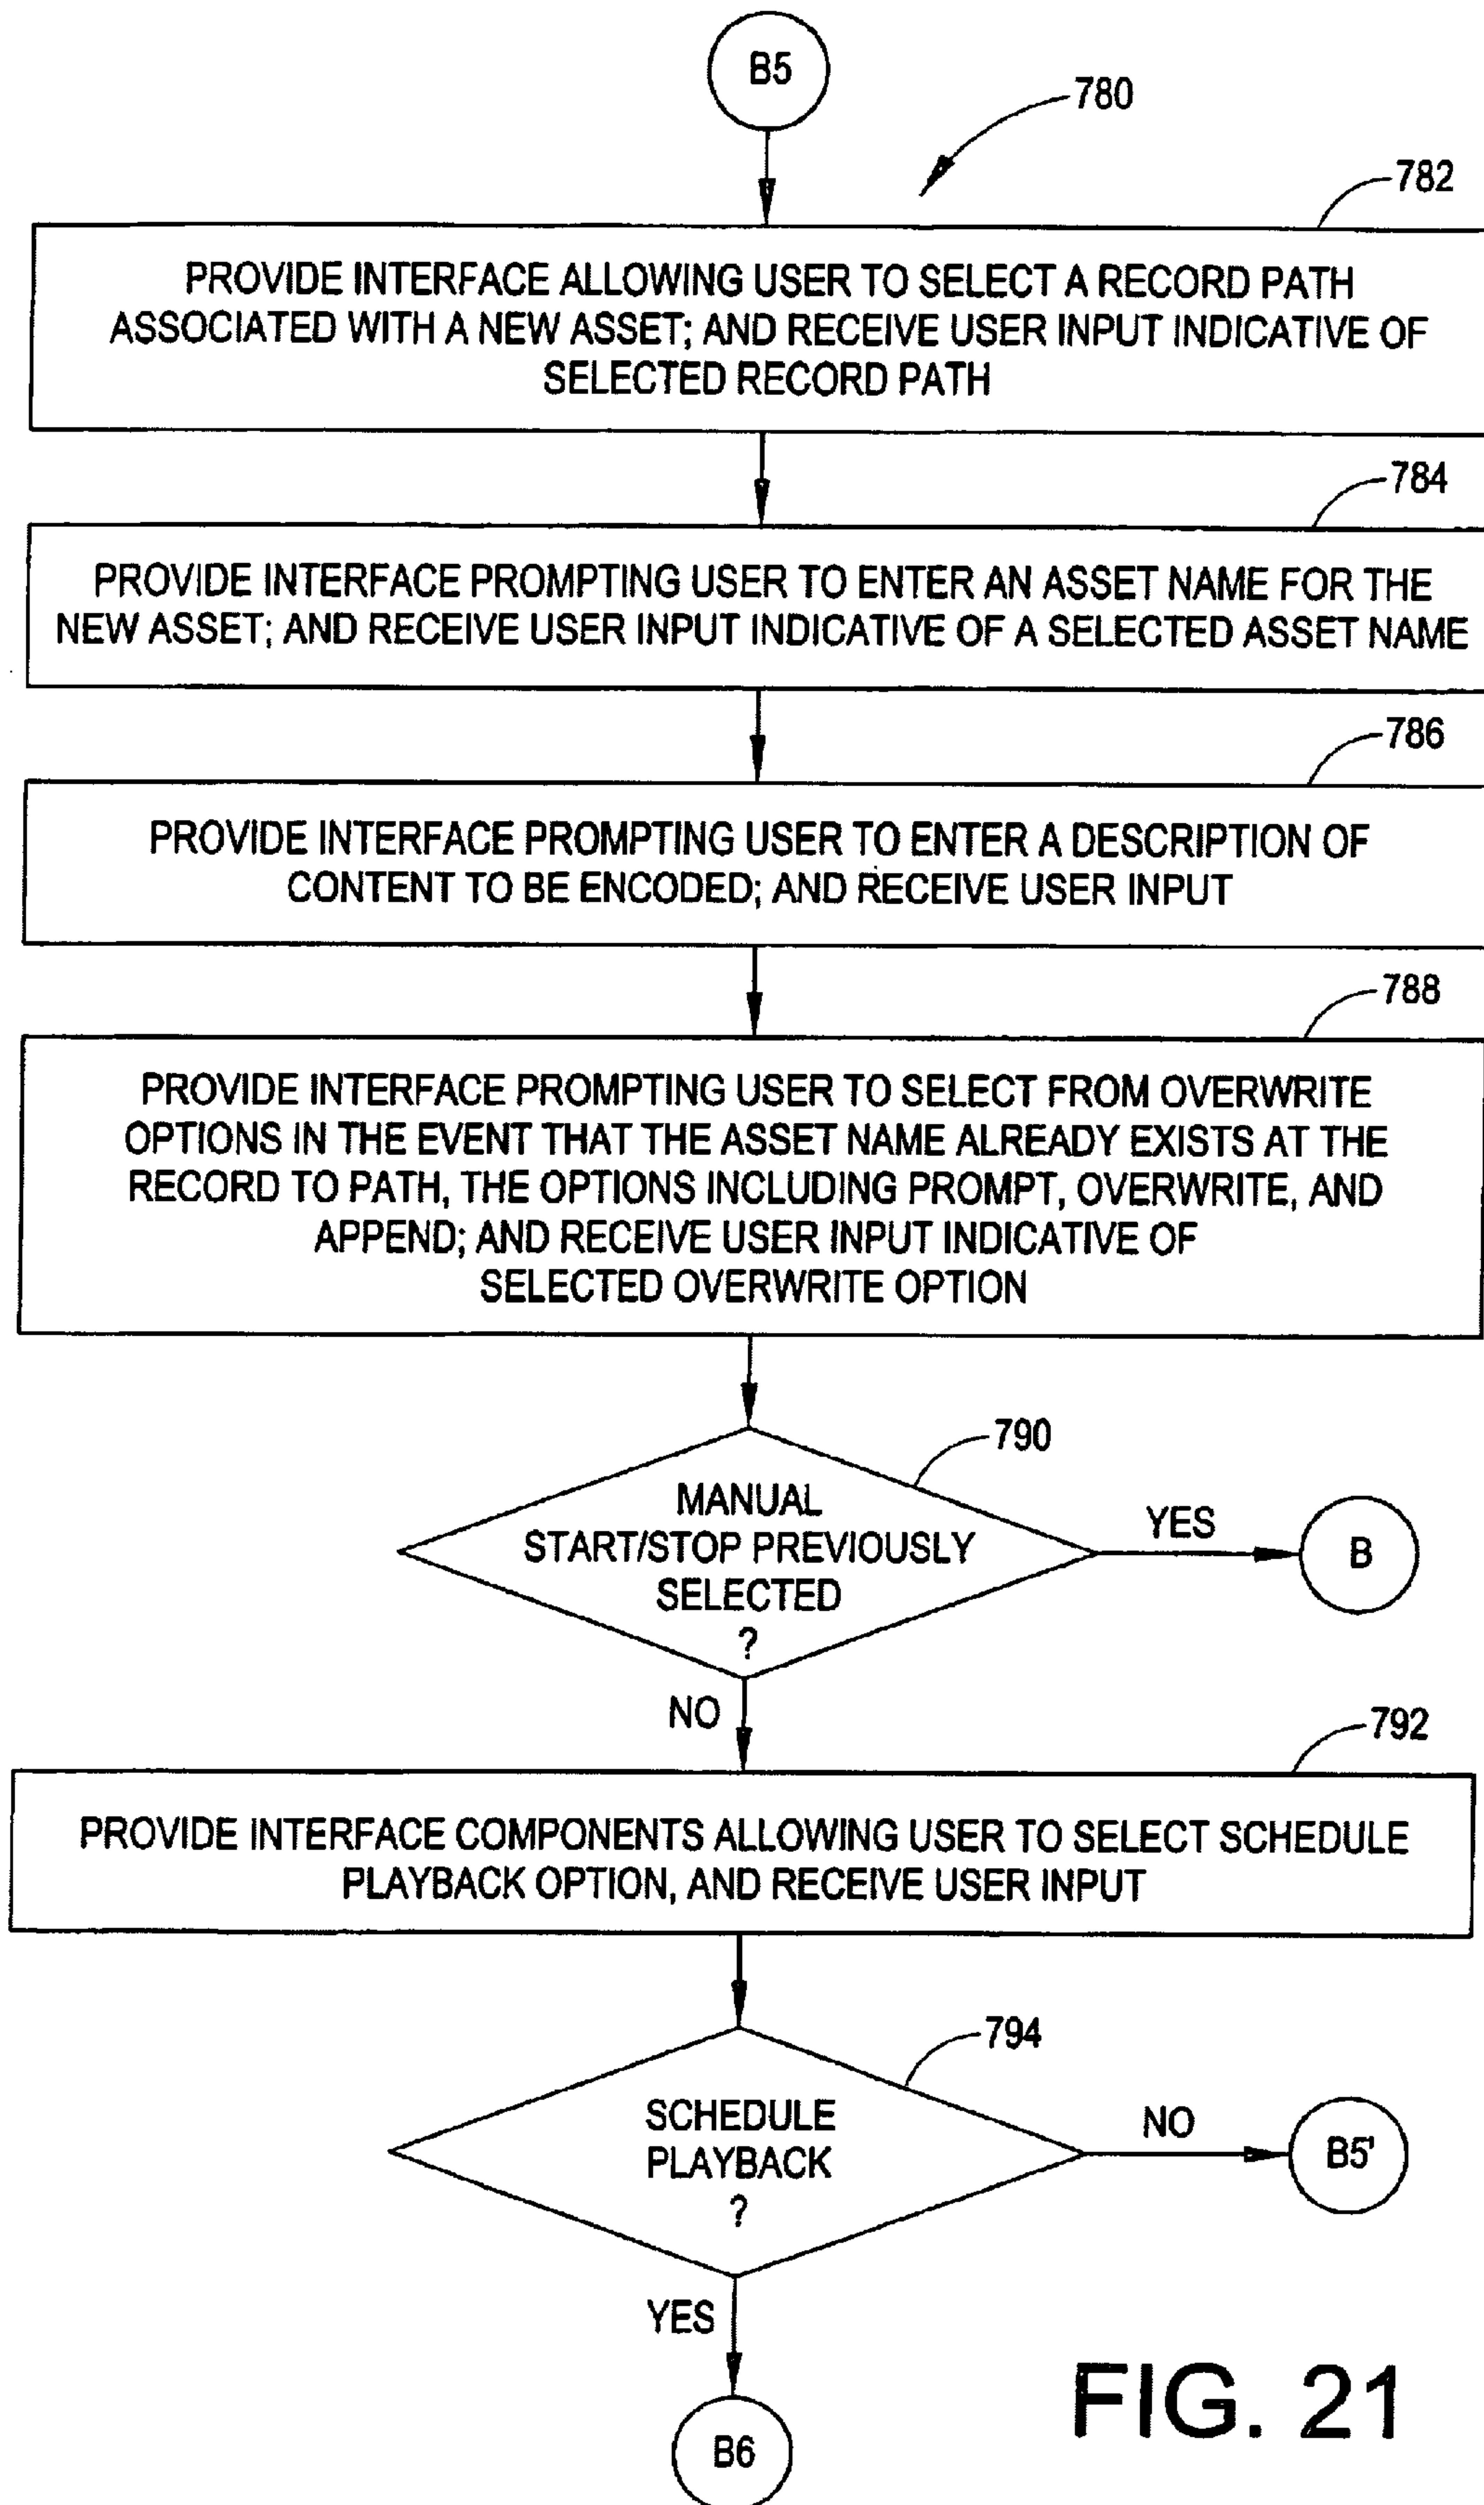 B5
780
782
PROVIDE INTERFACE ALLOWING USER TO SELECT A RECORD PATH
ASSOCIATED WITH A NEW ASSET; AND RECEIVE USER INPUT INDICATIVE OF
SELECTED RECORD PATH
784
PROVIDE INTERFACE PROMPTING USER TO ENTER AN ASSET NAME FOR THE
NEW ASSET; AND RECEIVE USER INPUT INDICATIVE OF A SELECTED ASSET NAME
786
PROVIDE INTERFACE PROMPTING USER TO ENTER A DESCRIPTION OF
CONTENT TO BE ENCODED; AND RECEIVE USER INPUT
788
PROVIDE INTERFACE PROMPTING USER TO SELECT FROM OVERWRITE
OPTIONS IN THE EVENT THAT THE ASSET NAME ALREADY EXISTS AT THE
RECORD TO PATH, THE OPTIONS INCLUDING PROMPT, OVERWRITE, AND
APPEND; AND RECEIVE USER INPUT INDICATIVE OF
SELECTED OVERWRITE OPTION
790
MANUAL
START/STOP PREVIOUSLY
SELECTED
?
YES
B
NO
792
PROVIDE INTERFACE COMPONENTS ALLOWING USER TO SELECT SCHEDULE
PLAYBACK OPTION, AND RECEIVE USER INPUT
794
SCHEDULE
PLAYBACK
?
NO
B5'
YES
B6
FIG. 21